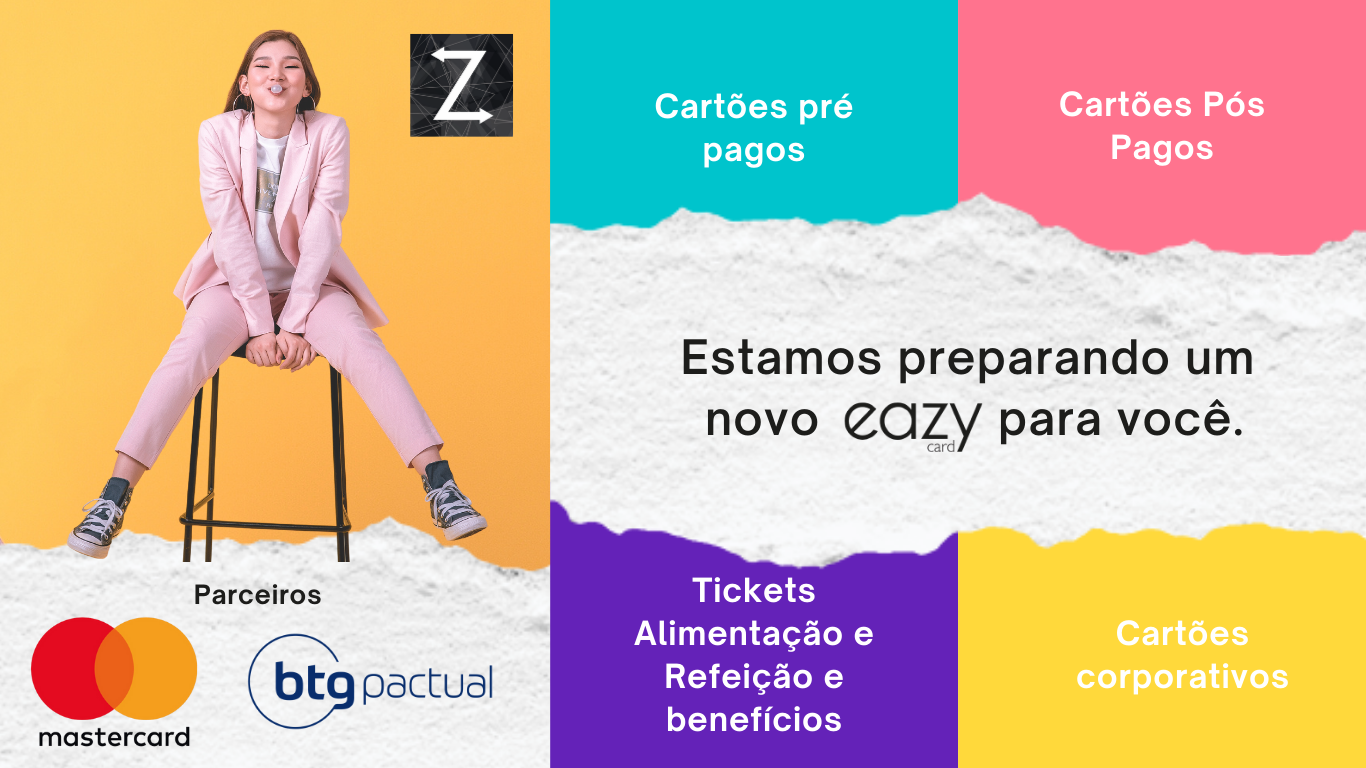 Z
Cartões pré
pagos
Cartões Pós
Pagos
Estamos preparando um
novo eazy para você.
card
Parceiros
mastercard
btg pactual
Tickets
Alimentação e
Refeição e
benefícios
Cartões
corporativos